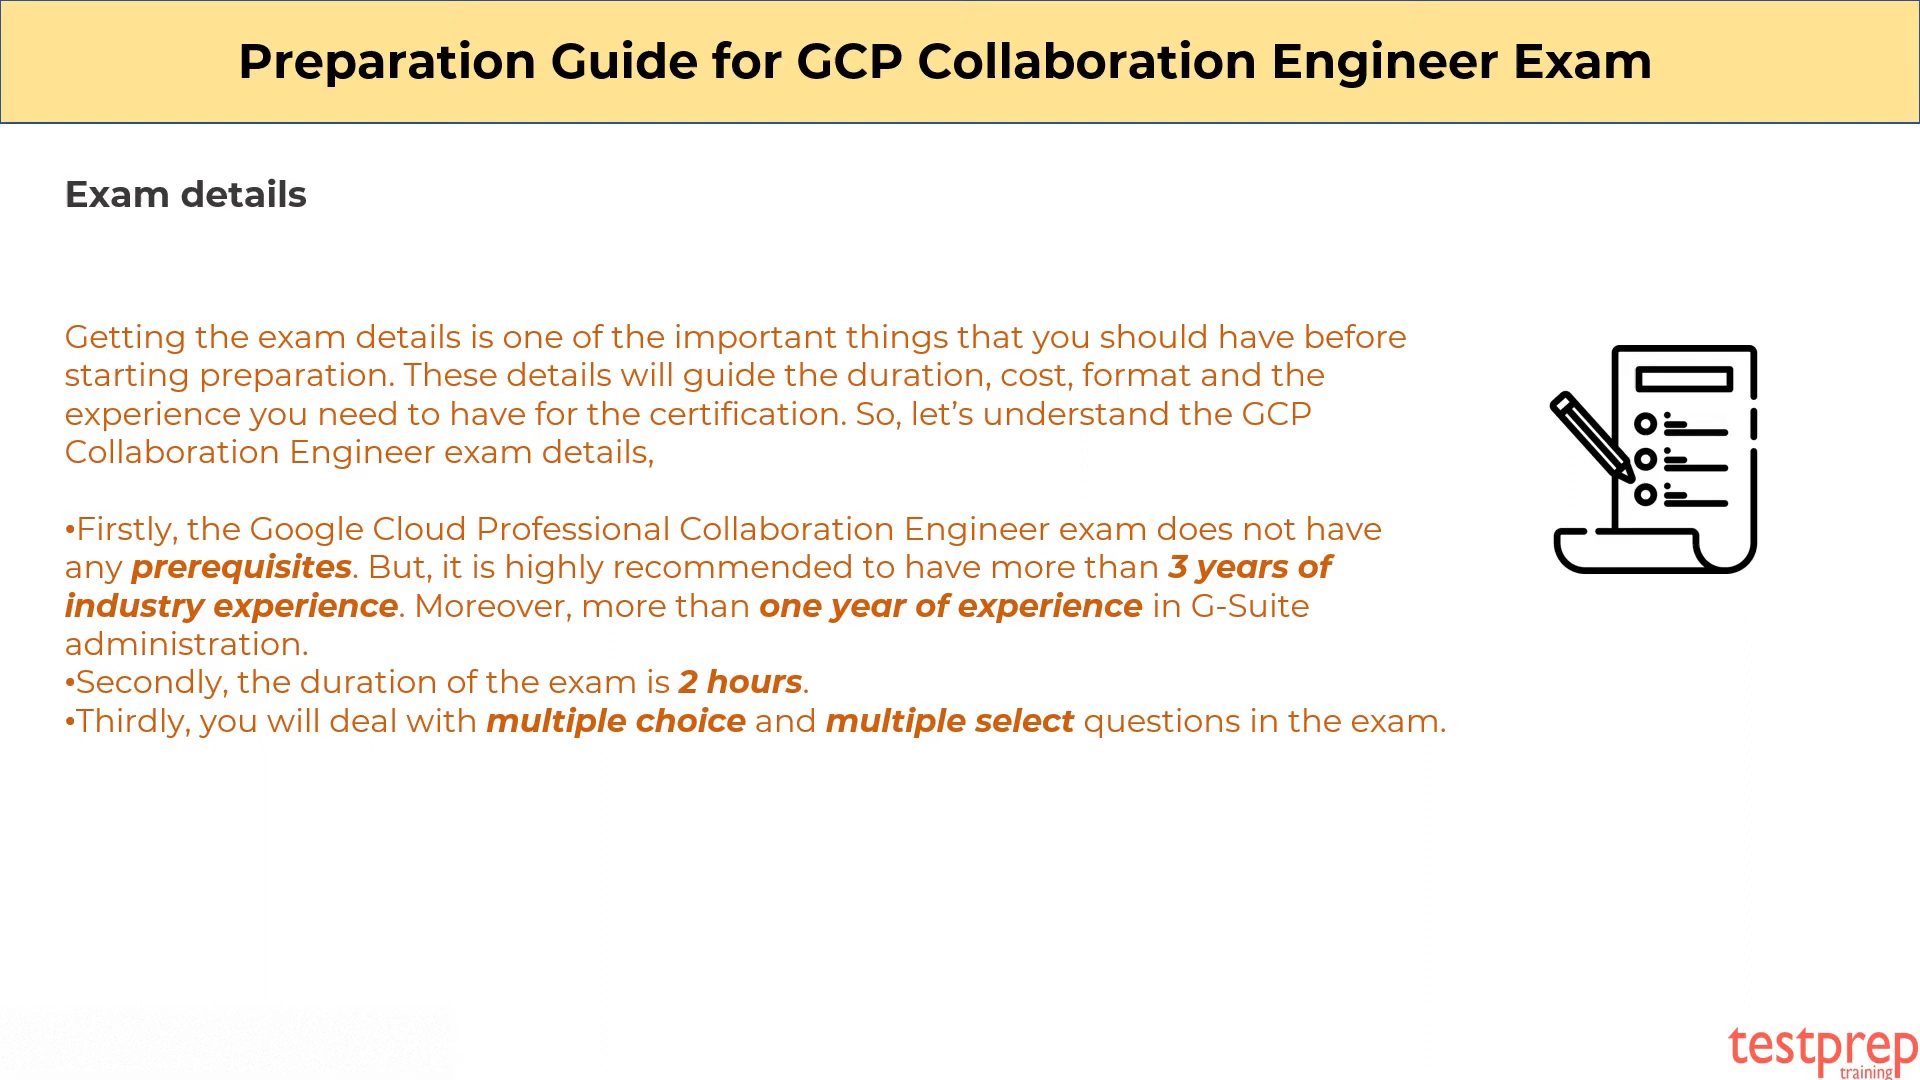 Preparation Guide for GCP Collaboration Engineer Exam
Exam details
Getting the exam details is one of the important things that you should have before
starting preparation. These details will guide the duration, cost, format and the
experience you need to have for the certification. So, let’s understand the GCP
Collaboration Engineer exam details,
•Firstly, the Google Cloud Professional Collaboration Engineer exam does not have
any prerequisites. But, it is highly recommended to have more than 3 years of
industry experience. Moreover, more than one year of experience in G-Suite
administration.
•Secondly, the duration of the exam is 2 hours.
•Thirdly, you will deal with multiple choice and multiple select questions in the exam.
testprep
training